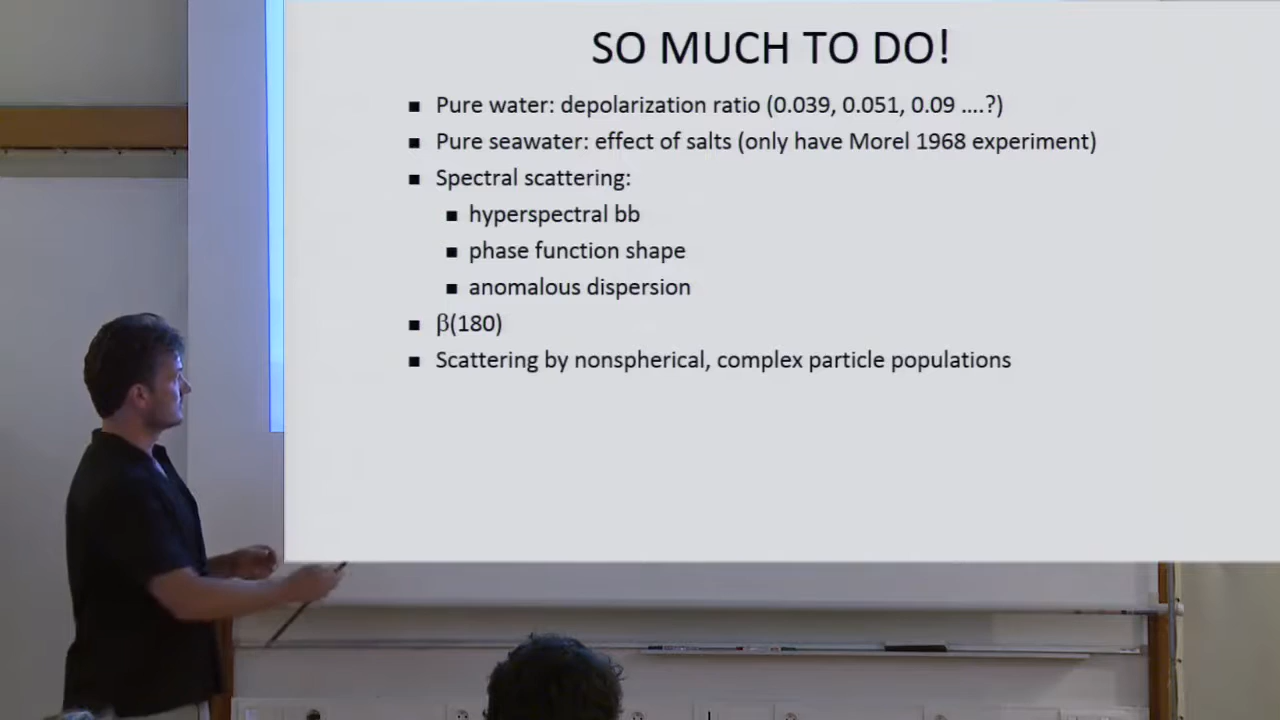 SO MUCH TO DO!
▪ Pure water: depolarization ratio (0.039, 0.051, 0.09 ....?)
▪ Pure seawater: effect of salts (only have Morel 1968 experiment)
▪ Spectral scattering:
▪ hyperspectral bb
▪ phase function shape
▪ anomalous dispersion
▪ β(180)
▪ Scattering by nonspherical, complex particle populations